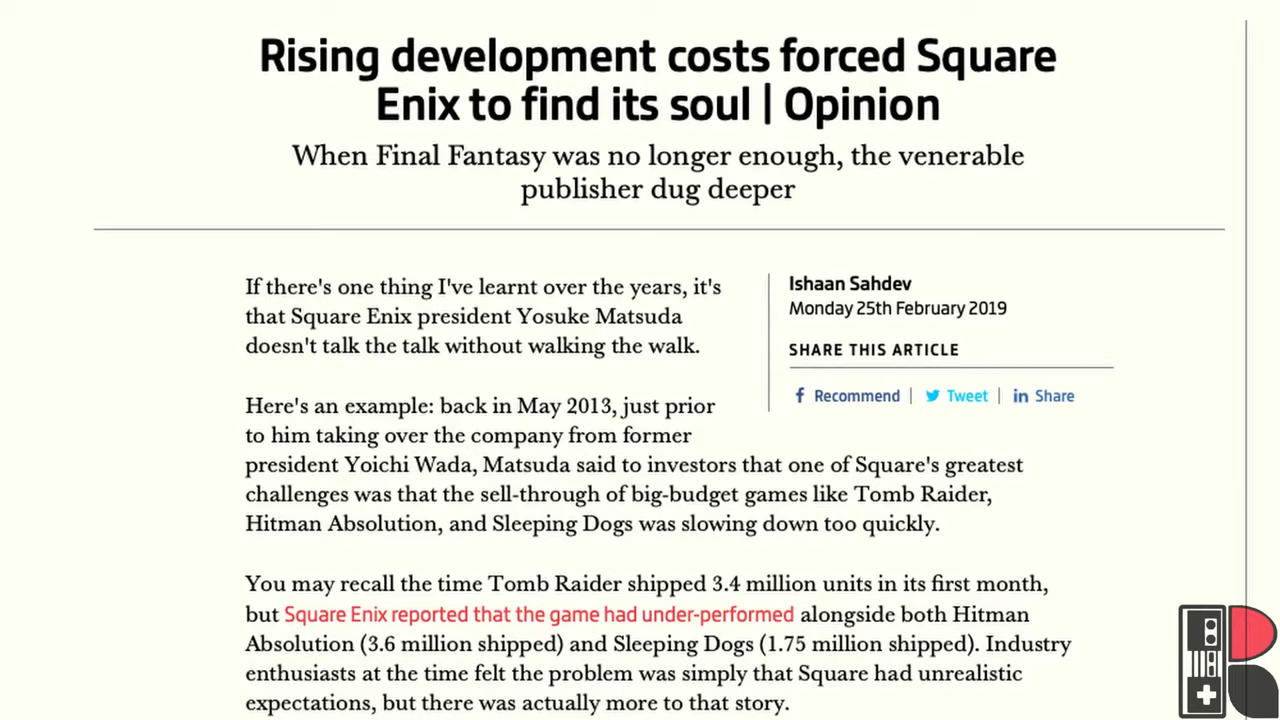 Rising development costs forced Square
Enix to find its soul | Opinion
When Final Fantasy was no longer enough, the venerable
publisher dug deeper
If there's one thing I've learnt over the years, it's
that Square Enix president Yosuke Matsuda
doesn't talk the talk without walking the walk.
Ishaan Sahdev
Monday 25th February 2019
SHARE THIS ARTICLE
Recommend | Tweet | in Share
Here's an example: back in May 2013, just prior
to him taking over the company from former
president Yoichi Wada, Matsuda said to investors that one of Square's greatest
challenges was that the sell-through of big-budget games like Tomb Raider,
Hitman Absolution, and Sleeping Dogs was slowing down too quickly.
You may recall the time Tomb Raider shipped 3.4 million units in its first month,
but Square Enix reported that the game had under-performed alongside both Hitman
Absolution (3.6 million shipped) and Sleeping Dogs (1.75 million shipped). Industry
enthusiasts at the time felt the problem was simply that Square had unrealistic
expectations, but there was actually more to that story.